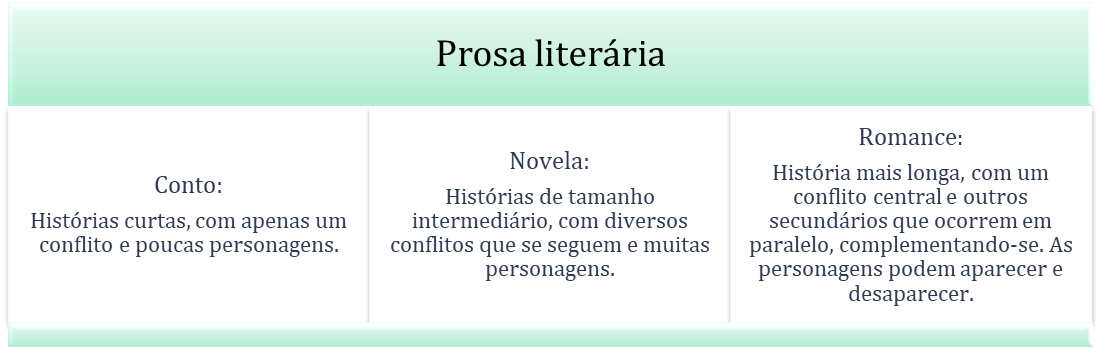 Prosa literária
Conto:
Histórias curtas, com apenas um
conflito e poucas personagens.
Novela:
Histórias de tamanho
intermediário, com diversos
conflitos que se seguem e muitas
personagens.
Romance:
História mais longa, com um
conflito central e outros
secundários que ocorrem em
paralelo, complementando-se. As
personagens podem aparecer e
desaparecer.